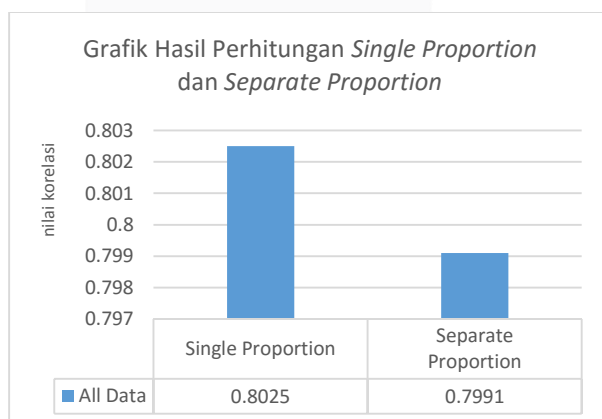 Grafik Hasil Perhitungan Single Proportion
dan Separate Proportion
nilai korelasi
0.803
0.802
0.801
0.8
0.799
0.798
0.797
Single Proportion
Separate
Proportion
All Data
0.8025
0.7991